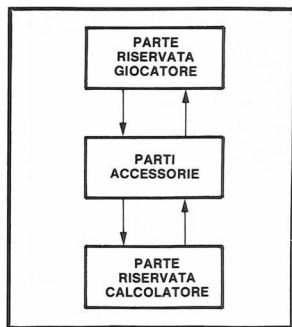 PARTE
RISERVATA
GIOCATORE
PARTI
ACCESSORIE
PARTE
RISERVATA
CALCOLATORE